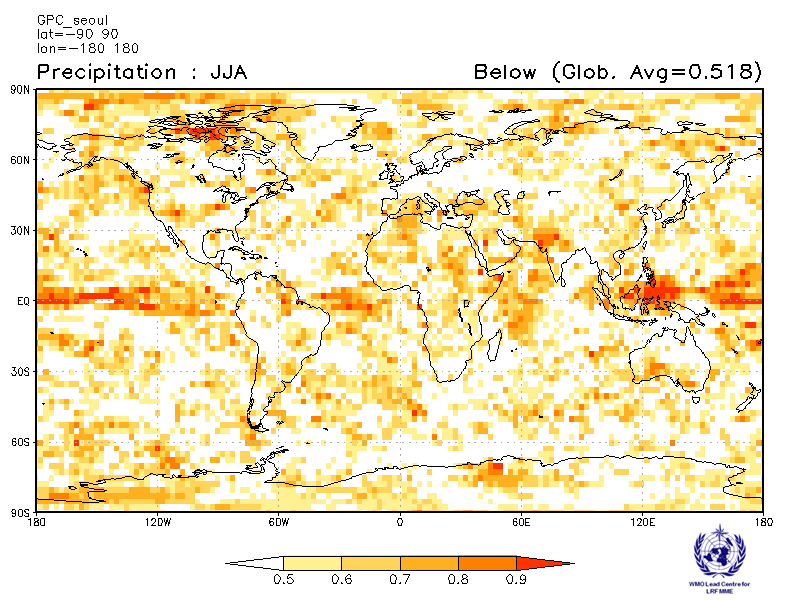 GPC_seoul
lat=-90 90
lon=-180 180
Precipitation : JJA Below (Glob. Avg=0.518)
90N
60N
30N
EQ
30S
60S
90S
180 120W 60W 0 60E 120E 180
0.5 0.6 0.7 0.8 0.9
WMO Lead Centre for
LRF MME